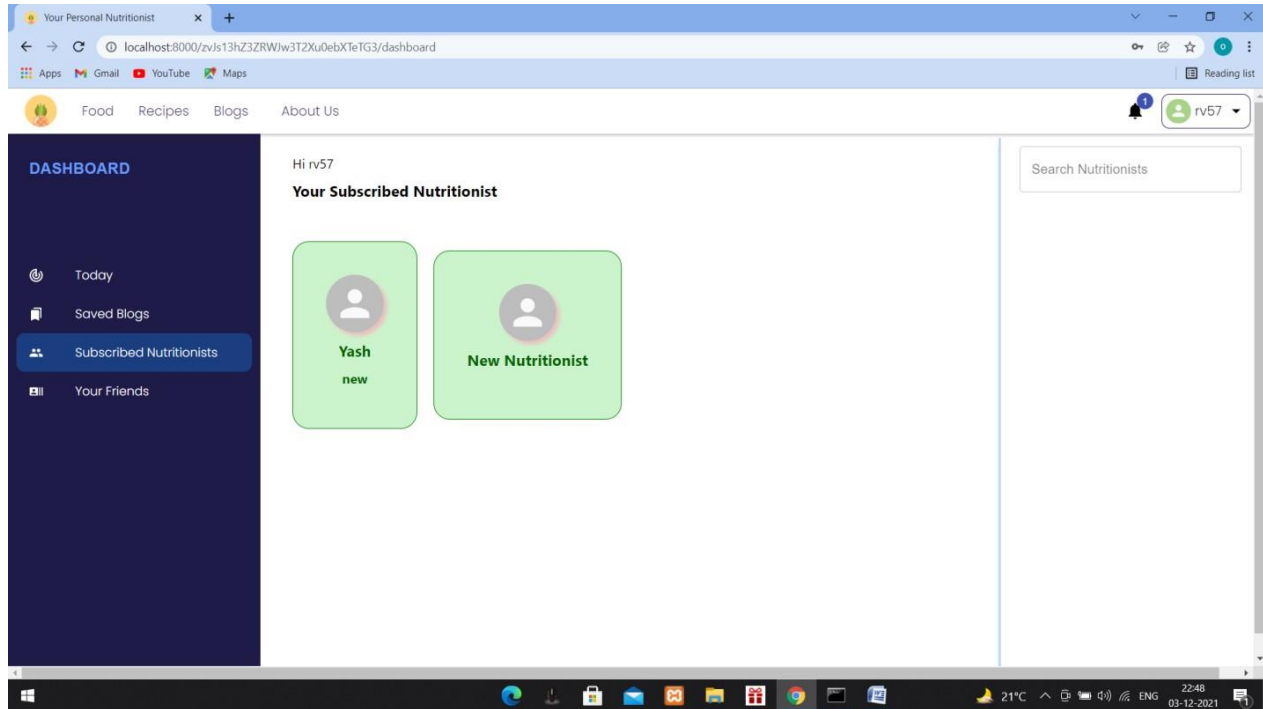 Your Personal Nutritionist
localhost:8000/zvJs13hZ3ZRWJw3T2Xu0ebXTeTG3/dashboard
Apps Gmail YouTube Maps Reading list
Food Recipes Blogs About Us 1 rv57
DASHBOARD
Today
Saved Blogs
Subscribed Nutritionists
Your Friends
Hi rv57
Your Subscribed Nutritionist
Yash
new
New Nutritionist
Search Nutritionists
21°C ENG 22:48
03-12-2021